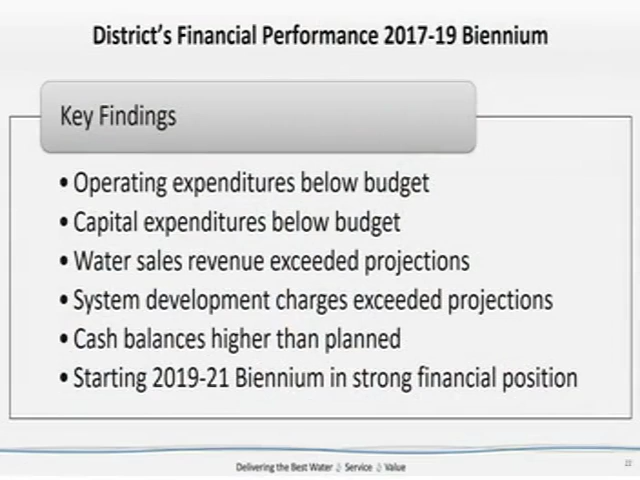 District's Financial Performance 2017-19 Biennium
Key Findings
• Operating expenditures below budget
• Capital expenditures below budget
• Water sales revenue exceeded projections
• System development charges exceeded projections
• Cash balances higher than planned
• Starting 2019-21 Biennium in strong financial position
Delivering the Best Water Service Value